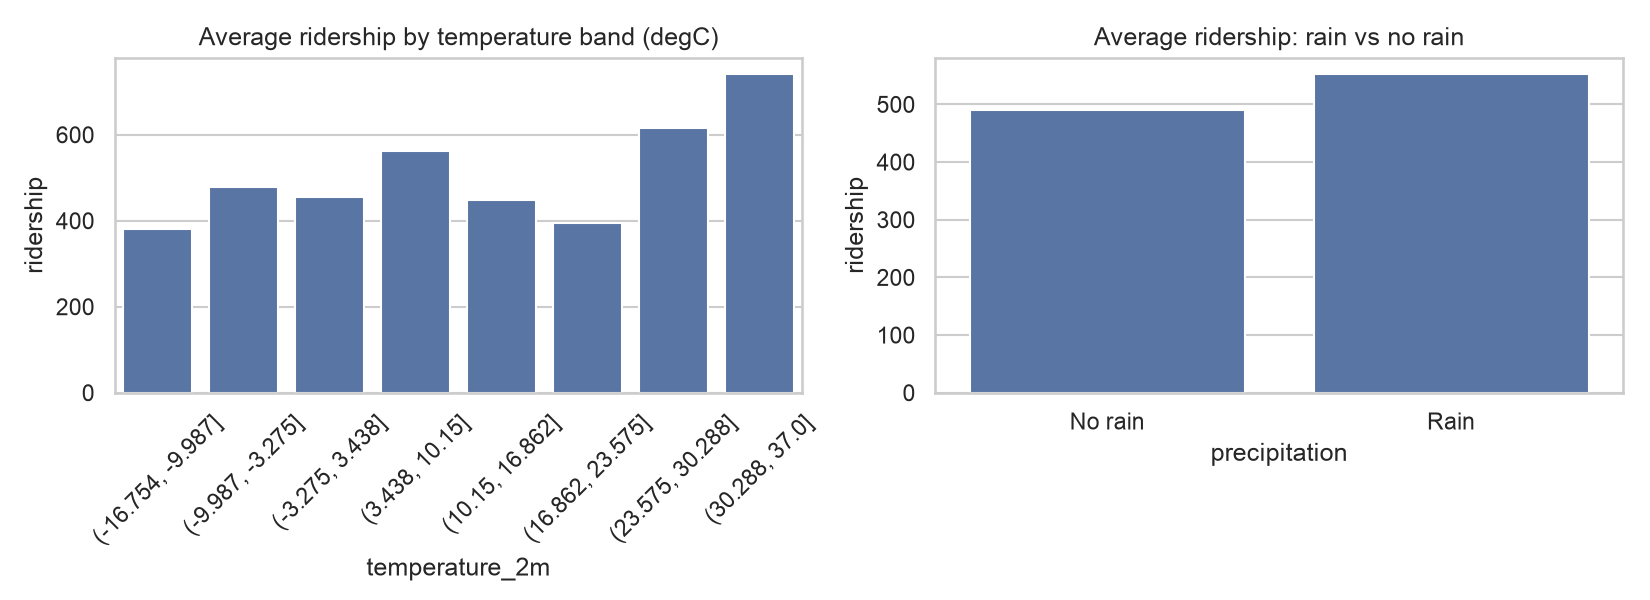 Average ridership by temperature band (degC)
ridership
600
400
200
0
(-16.754, -9.987]
(-9.987, -3.275]
(-3.275, 3.438]
(3.438, 10.15]
(10.15, 16.862]
(16.862, 23.575]
(23.575, 30.288]
(30.288, 37.0]
temperature_2m
Average ridership: rain vs no rain
ridership
500
400
300
200
100
0
No rain
Rain
precipitation